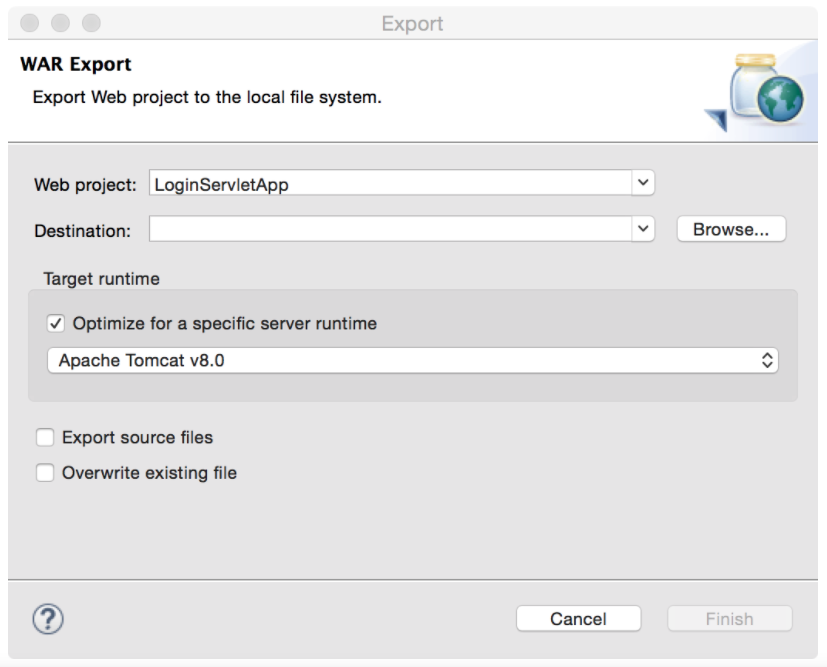 Export
WAR Export
Export Web project to the local file system.
Web project: LoginServletApp
Destination: Browse...
Target runtime
Optimize for a specific server runtime
Apache Tomcat v8.0
Export source files
Overwrite existing file
? Cancel Finish